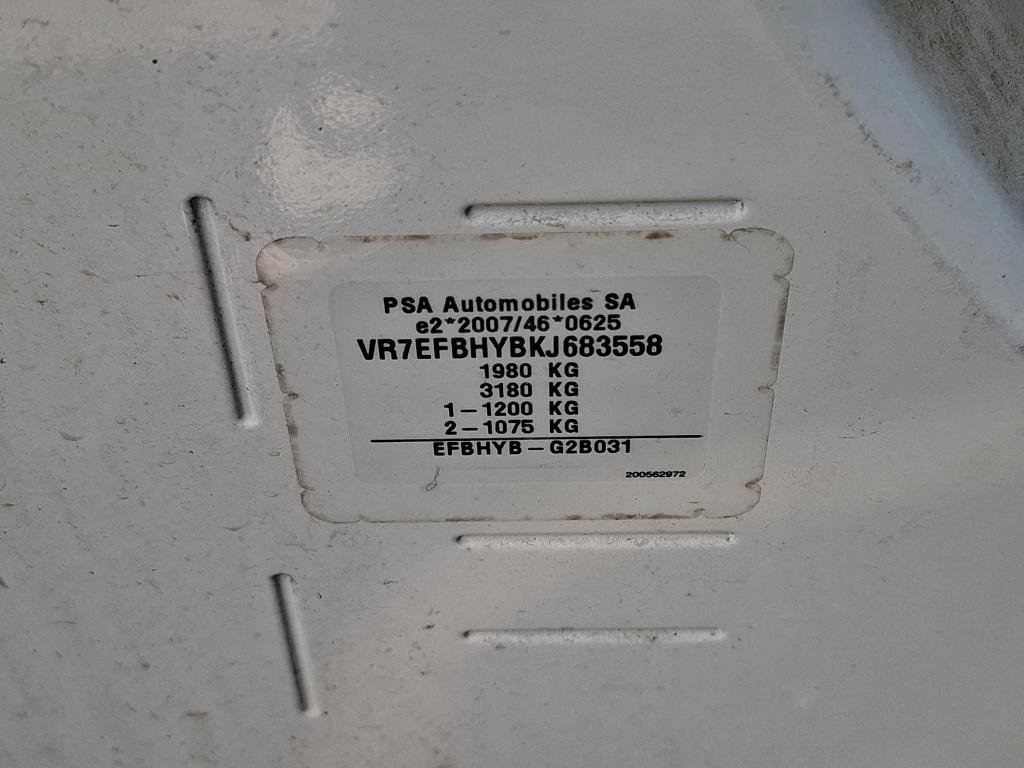 PSA Automobiles SA
e2*2007/46*0625
VR7EFBHYBKJ683558
1980 KG
3180 KG
1-1200 KG
2-1075 KG
EFBHYB-G2B031
200562972